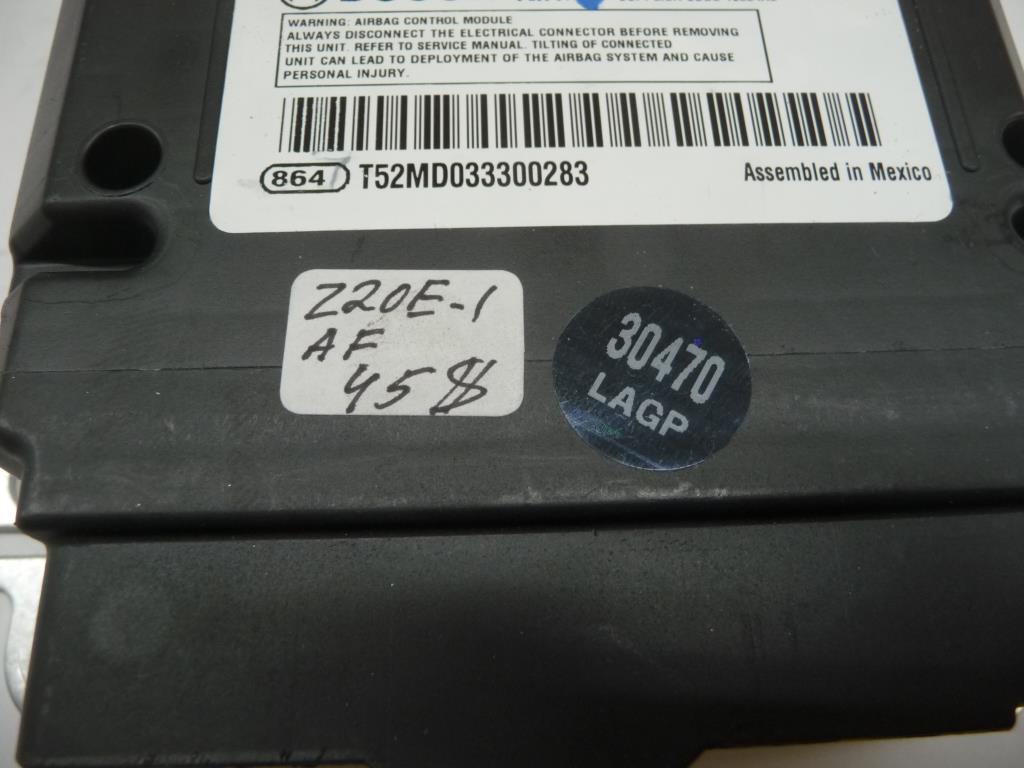 WARNING: AIRBAG CONTROL MODULE
ALWAYS DISCONNECT THE ELECTRICAL CONNECTOR BEFORE REMOVING
THIS UNIT. REFER TO SERVICE MANUAL. TILTING OF CONNECTED
UNIT CAN LEAD TO DEPLOYMENT OF THE AIRBAG SYSTEM AND CAUSE
PERSONAL INJURY.
864 T52MD033300283 Assembled in Mexico
Z20E-1
AF
45$
30470
LAGP